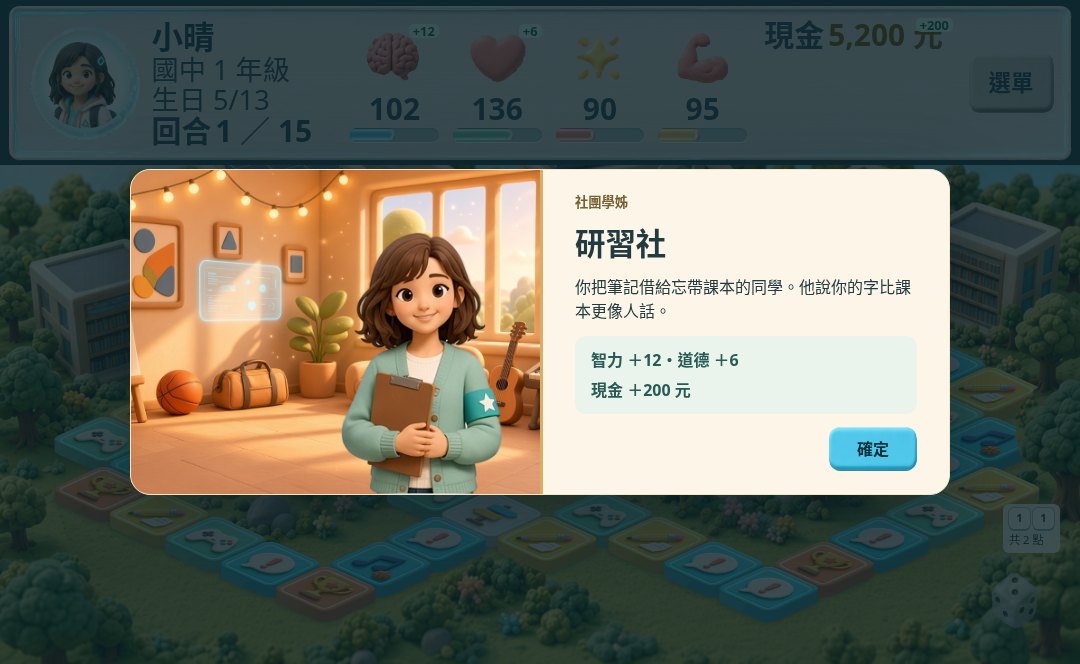 小晴
國中 1 年級
生日 5/13
回合 1 ／ 15
+12
102
+6
136
90
95
現金 5,200 元
+200
選單
社團學姊
研習社
你把筆記借給忘帶課本的同學。他說你的字比課
本更像人話。
智力 ＋12・道德 ＋6
現金 ＋200 元
確定
1 1
共 2 點